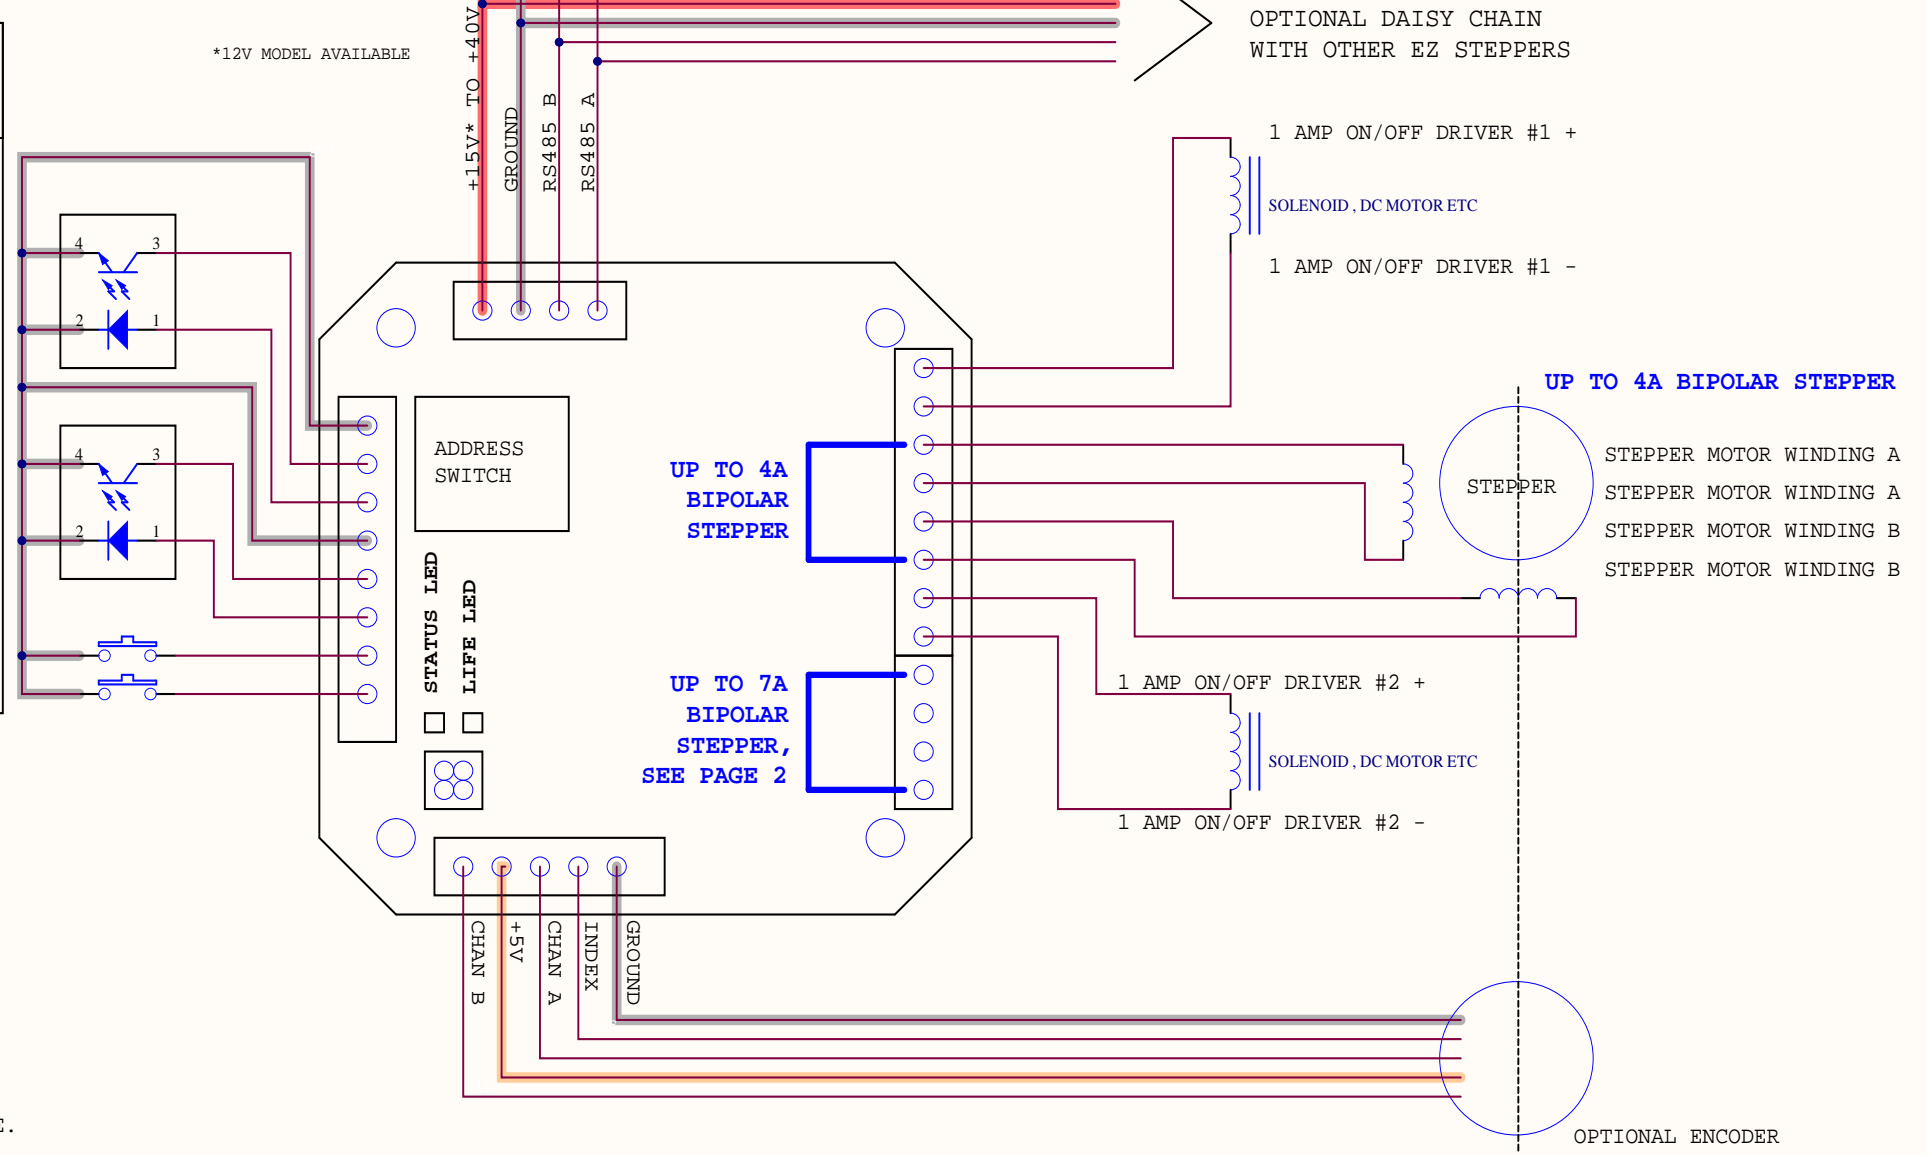 OPTIONAL DAISY CHAIN
WITH OTHER EZ STEPPERS
*12V MODEL AVAILABLE
+15V* TO +40V
GROUND
RS485 B
RS485 A
1 AMP ON/OFF DRIVER #1 +
SOLENOID , DC MOTOR ETC
1 AMP ON/OFF DRIVER #1 -
4
3
2
1
4
3
2
1
ADDRESS
SWITCH
STATUS LED
LIFE LED
UP TO 4A
BIPOLAR
STEPPER
UP TO 7A
BIPOLAR
STEPPER,
SEE PAGE 2
UP TO 4A BIPOLAR STEPPER
STEPPER
STEPPER MOTOR WINDING A
STEPPER MOTOR WINDING A
STEPPER MOTOR WINDING B
STEPPER MOTOR WINDING B
1 AMP ON/OFF DRIVER #2 +
SOLENOID , DC MOTOR ETC
1 AMP ON/OFF DRIVER #2 -
CHAN B
+5V
CHAN A
INDEX
GROUND
OPTIONAL ENCODER